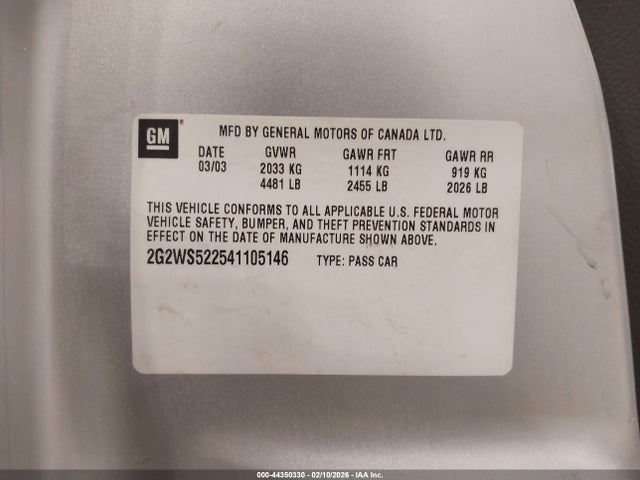 GM ®
MFD BY GENERAL MOTORS OF CANADA LTD.
DATE GVWR GAWR FRT GAWR RR
03/03 2033 KG 1114 KG 919 KG
4481 LB 2455 LB 2026 LB
THIS VEHICLE CONFORMS TO ALL APPLICABLE U.S. FEDERAL MOTOR
VEHICLE SAFETY, BUMPER, AND THEFT PREVENTION STANDARDS IN
EFFECT ON THE DATE OF MANUFACTURE SHOWN ABOVE.
2G2WS522541105146 TYPE: PASS CAR
000-44350330 - 02/10/2026 - IAA Inc.